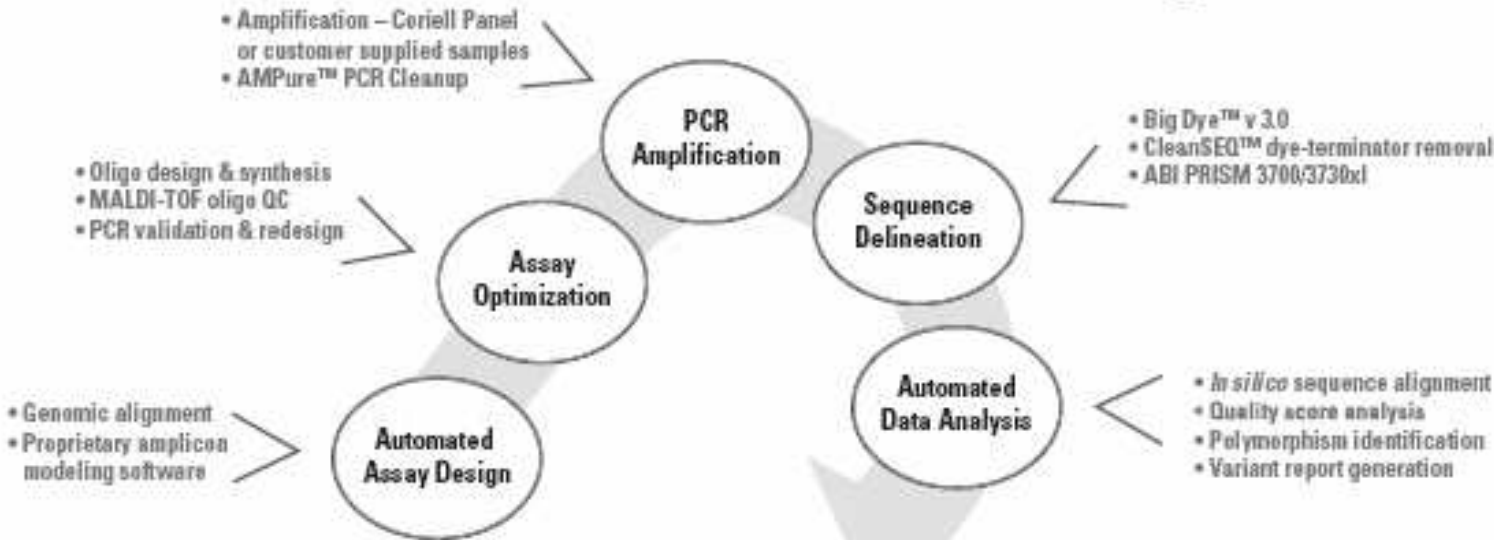 • Amplification – Coriell Panel
or customer supplied samples
• AMPure™ PCR Cleanup
PCR
Amplification
• Big Dye™ v 3.0
• CleanSEQ™ dye-terminator removal
• ABI PRISM 3700/3730xl
• Oligo design & synthesis
• MALDI-TOF oligo QC
• PCR validation & redesign
Sequence
Delineation
Assay
Optimization
• In silico sequence alignment
• Quality score analysis
• Polymorphism identification
• Variant report generation
Automated
Data Analysis
• Genomic alignment
• Proprietary amplicon
modeling software
Automated
Assay Design